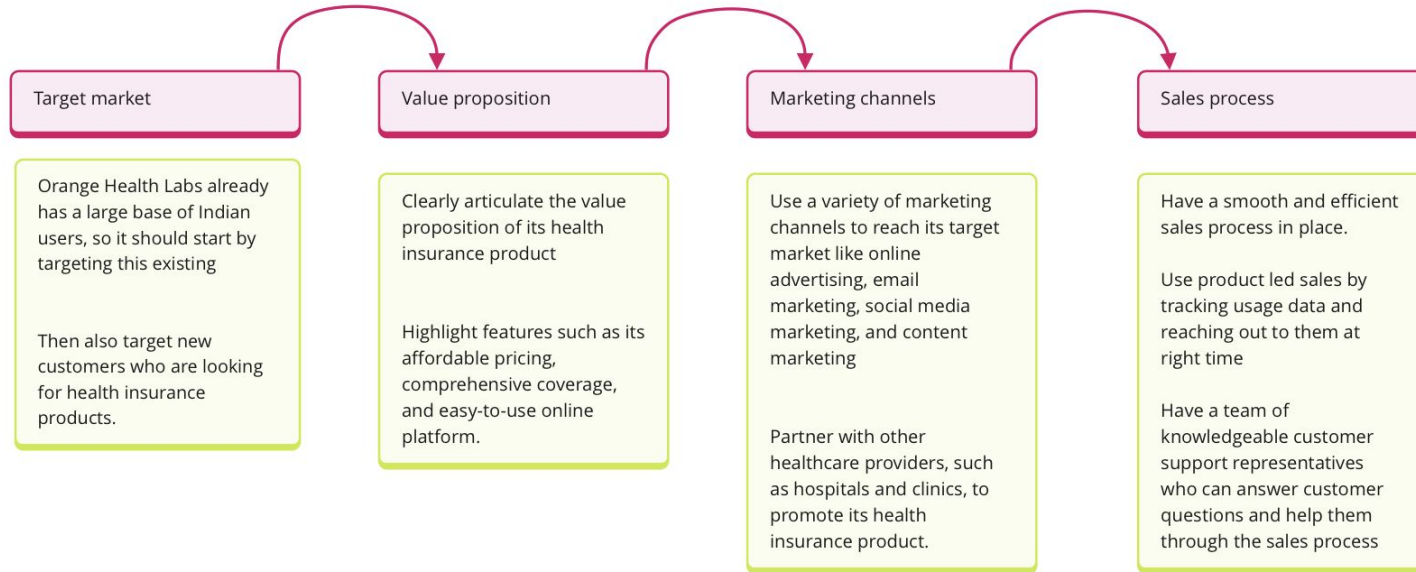 Target market
Orange Health Labs already
has a large base of Indian
users, so it should start by
targeting this existing
Then also target new
customers who are looking
for health insurance
products.
Value proposition
Clearly articulate the value
proposition of its health
insurance product
Highlight features such as its
affordable pricing,
comprehensive coverage,
and easy-to-use online
platform.
Marketing channels
Use a variety of marketing
channels to reach its target
market like online
advertising, email
marketing, social media
marketing, and content
marketing
Partner with other
healthcare providers, such
as hospitals and clinics, to
promote its health
insurance product.
Sales process
Have a smooth and efficient
sales process in place.
Use product led sales by
tracking usage data and
reaching out to them at
right time
Have a team of
knowledgeable customer
support representatives
who can answer customer
questions and help them
through the sales process